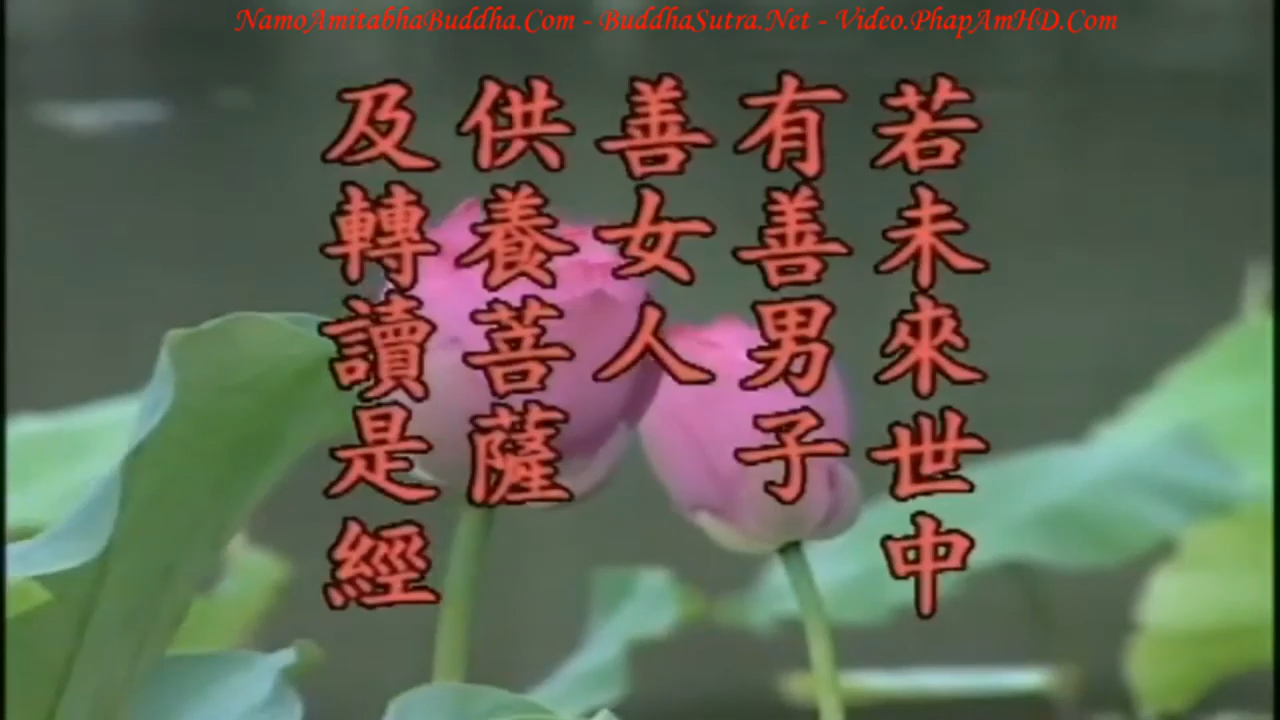 NamoAmitabhaBuddha.Com - BuddhaSutra.Net - Video.PhapAmHD.Com
若未來世中
有善男子
善女人
供養菩薩
及轉讀是經